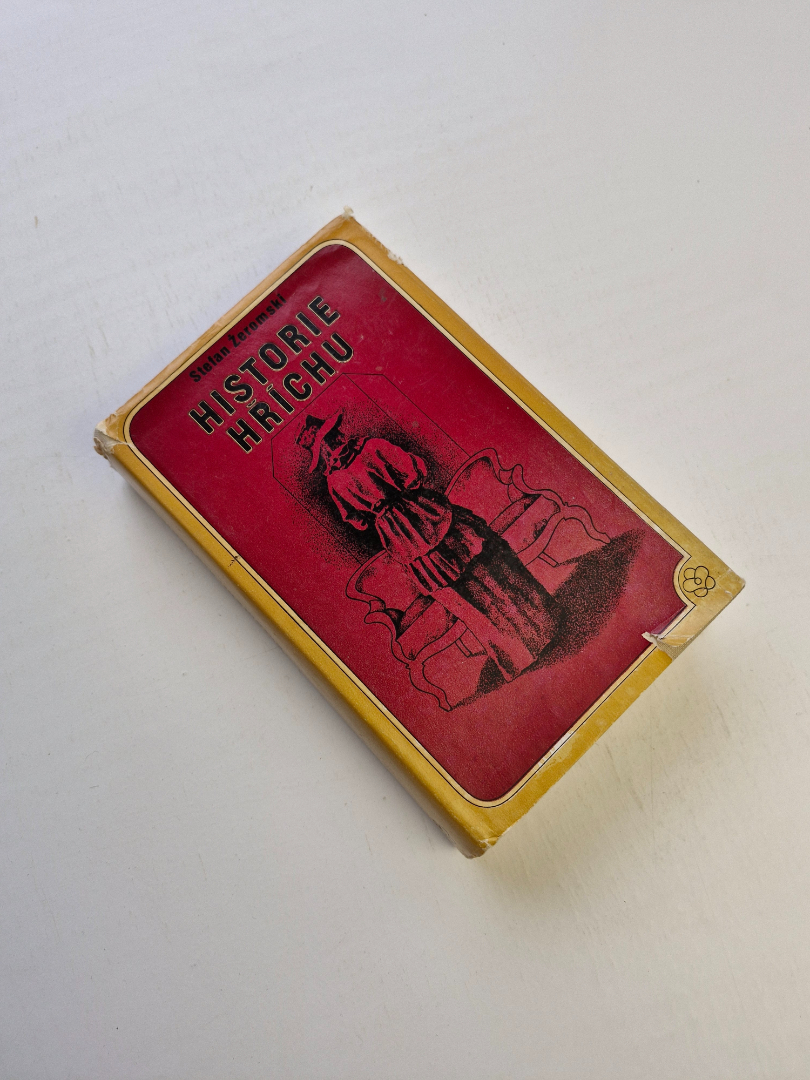 Stefan Żeromski
HISTORIE
HŘÍCHU